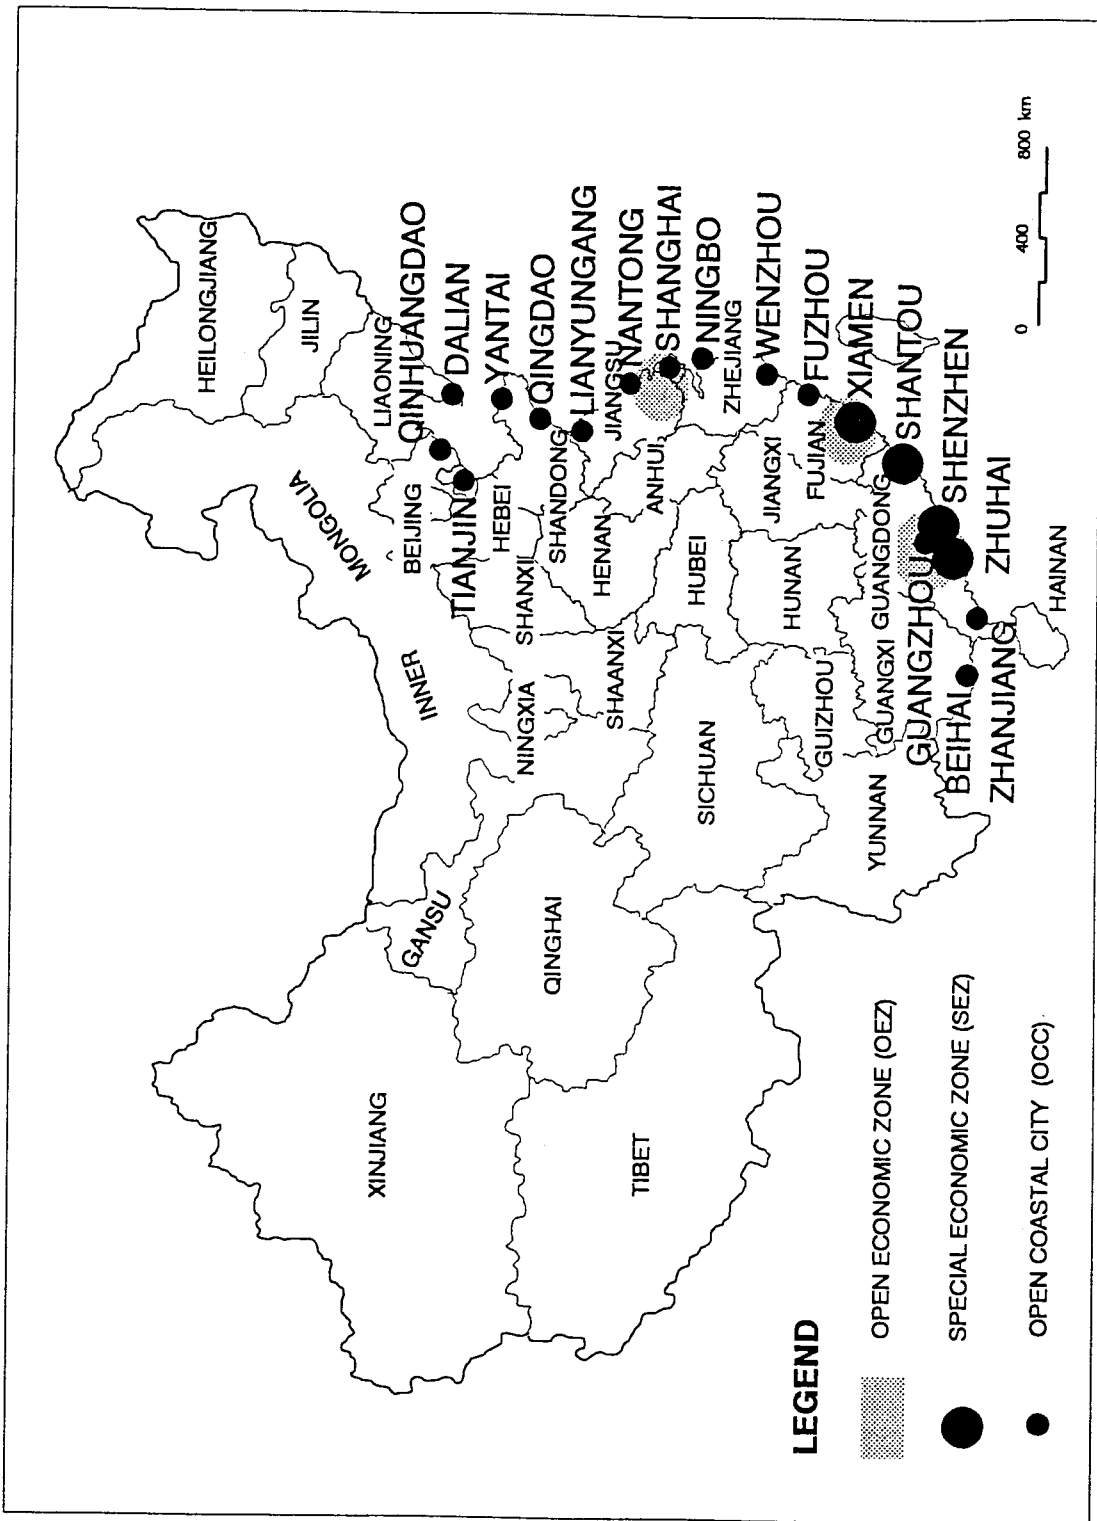 HEILONGJIANG
JILIN
LIAONING
INNER MONGOLIA
BEIJING
QINHUANGDAO
DALIAN
TIANJIN
HEBEI
YANTAI
XINJIANG
GANSU
NINGXIA
SHANXI
SHANDONG
QINGDAO
QINGHAI
SHAANXI
HENAN
LIANYUNGANG
JIANGSU
NANTONG
TIBET
ANHUI
SHANGHAI
SICHUAN
HUBEI
NINGBO
ZHEJIANG
JIANGXI
WENZHOU
HUNAN
GUIZHOU
FUJIAN
FUZHOU
XIAMEN
YUNNAN
GUANGXI
GUANGDONG
SHANTOU
GUANGZHOU
SHENZHEN
BEIHAI
ZHUHAI
ZHANJIANG
HAINAN
0 400 800 km
LEGEND
OPEN ECONOMIC ZONE (OEZ)
SPECIAL ECONOMIC ZONE (SEZ)
OPEN COASTAL CITY (OCC)